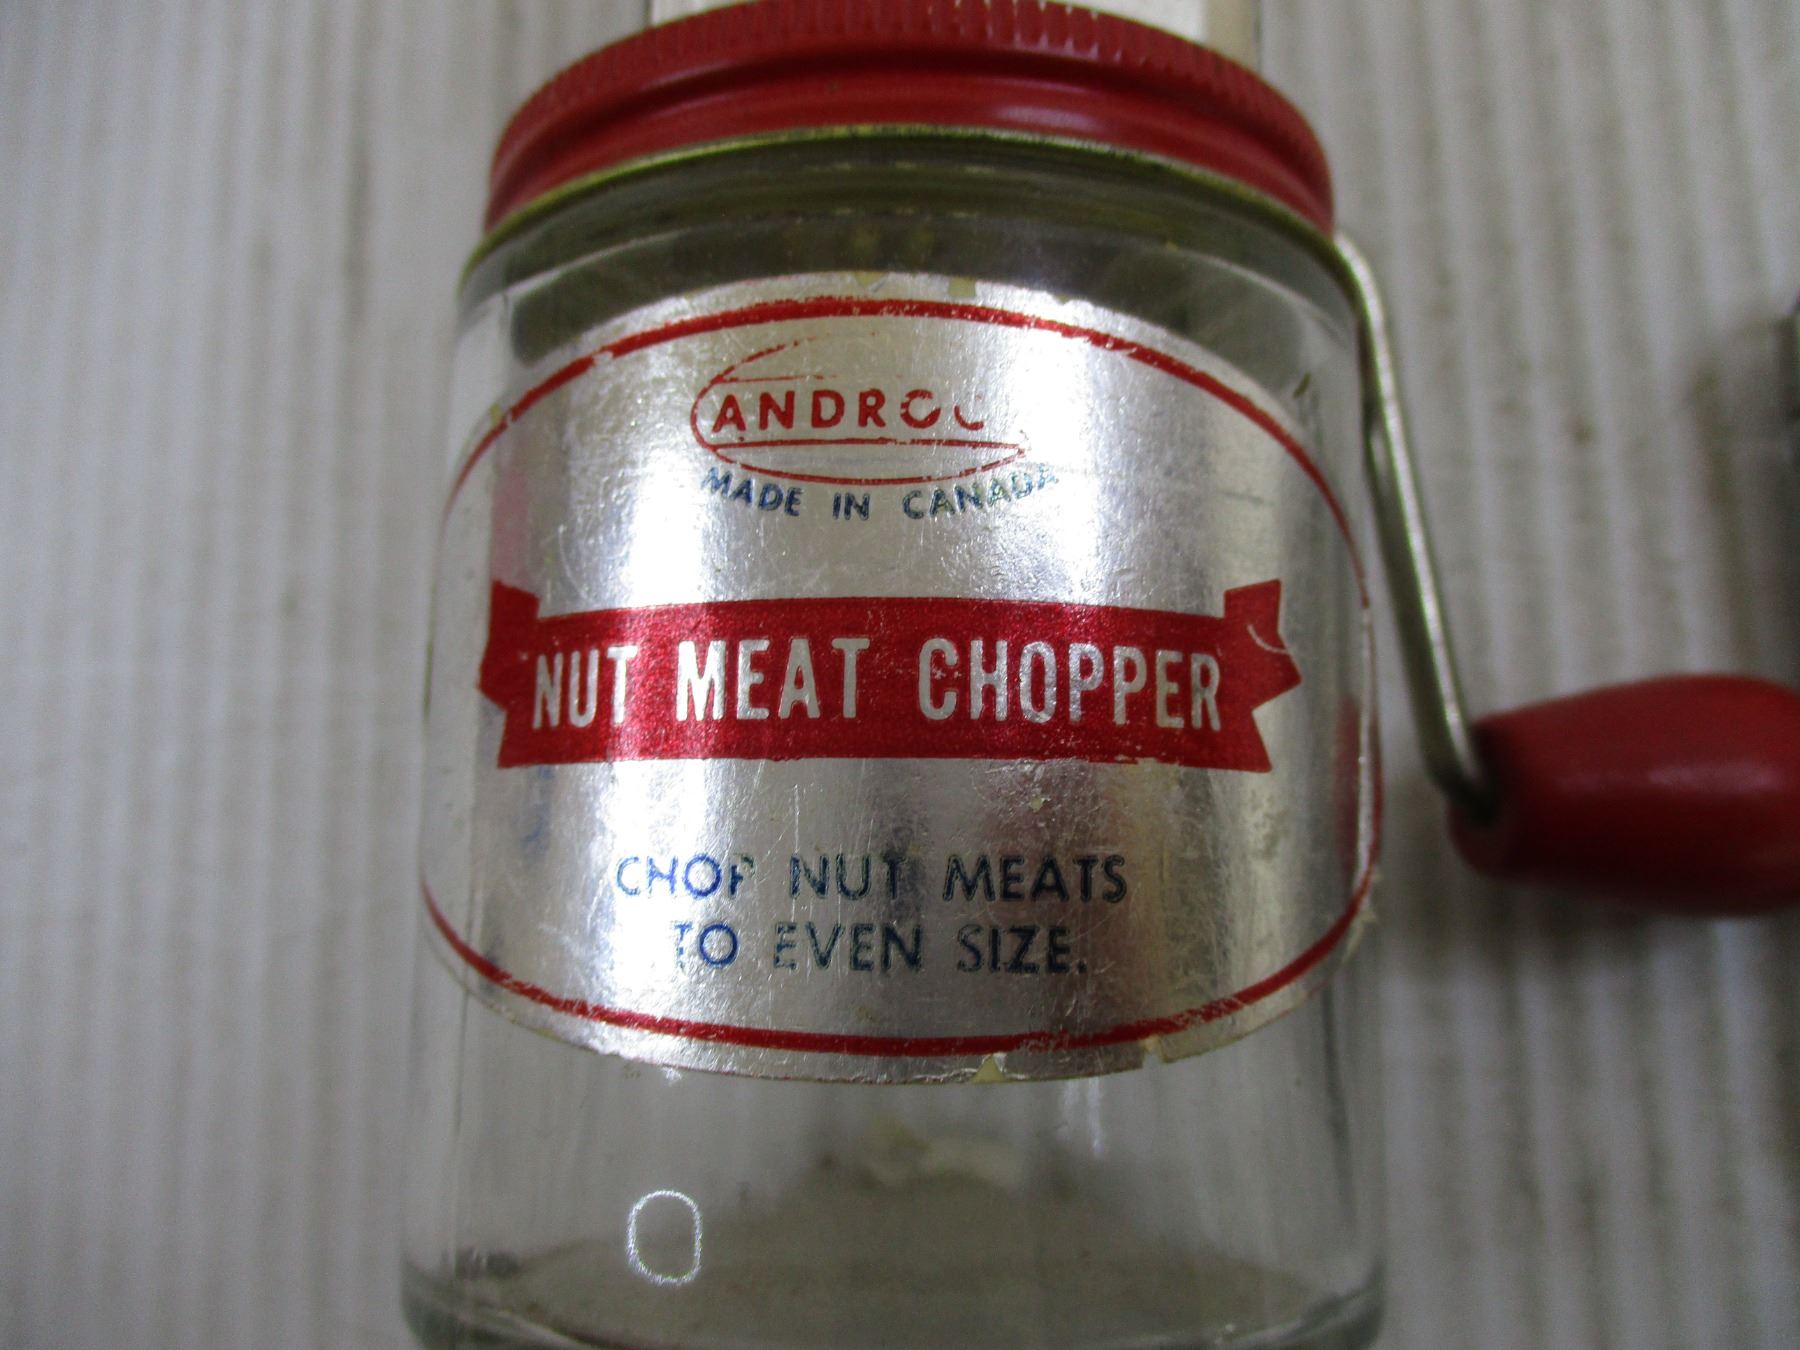 ANDROC
MADE IN CANADA
NUT MEAT CHOPPER
CHOP NUT MEATS
TO EVEN SIZE.